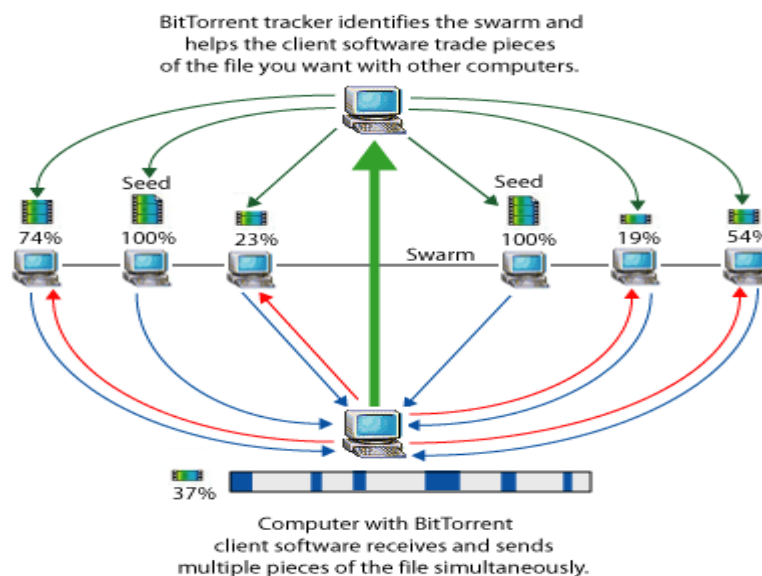 BitTorrent tracker identifies the swarm and
helps the client software trade pieces
of the file you want with other computers.
Seed
Seed
74%
100%
23%
100%
19%
54%
Swarm
37%
Computer with BitTorrent
client software receives and sends
multiple pieces of the file simultaneously.